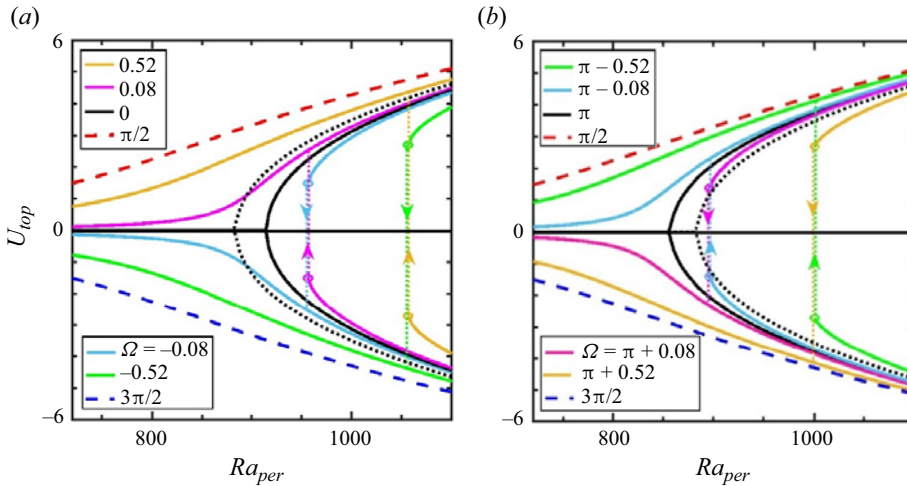 (a)
6
0.52
0.08
0
π/2
U_top
0
Ω = –0.08
–0.52
3π/2
–6
800
1000
Ra_per
(b)
6
π – 0.52
π – 0.08
π
π/2
0
Ω = π + 0.08
π + 0.52
3π/2
–6
800
1000
Ra_per